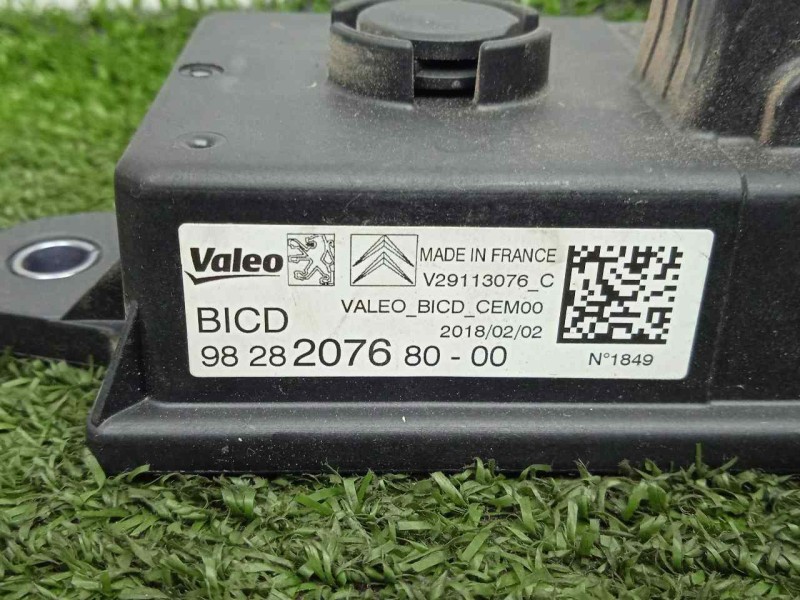 Valeo
MADE IN FRANCE
V29113076_C
VALEO_BICD_CEM00
BICD
2018/02/02
98 28 2076 80 - 00
N°1849